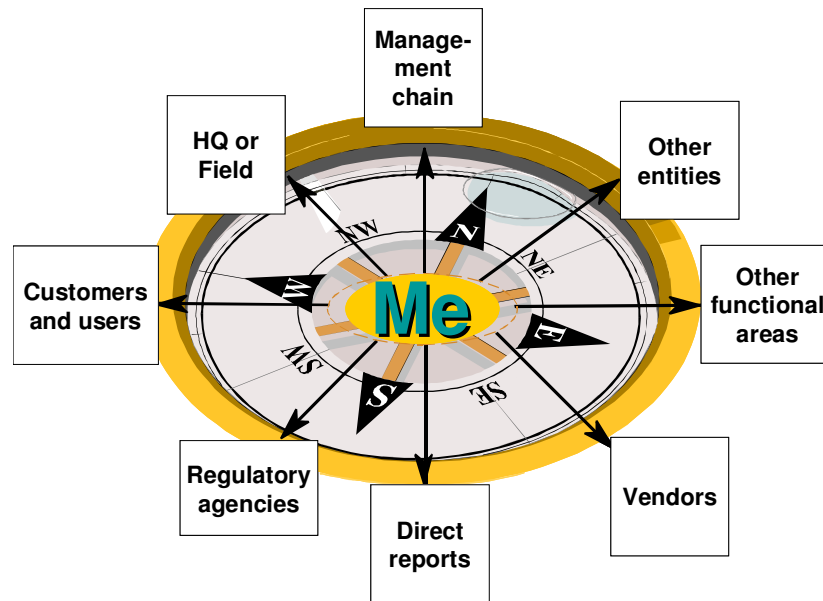 Manage-
ment
chain
HQ or
Field
Other
entities
NW
N
NE
Customers
and users
W
Me
E
Other
functional
areas
SW
S
SE
Regulatory
agencies
Direct
reports
Vendors